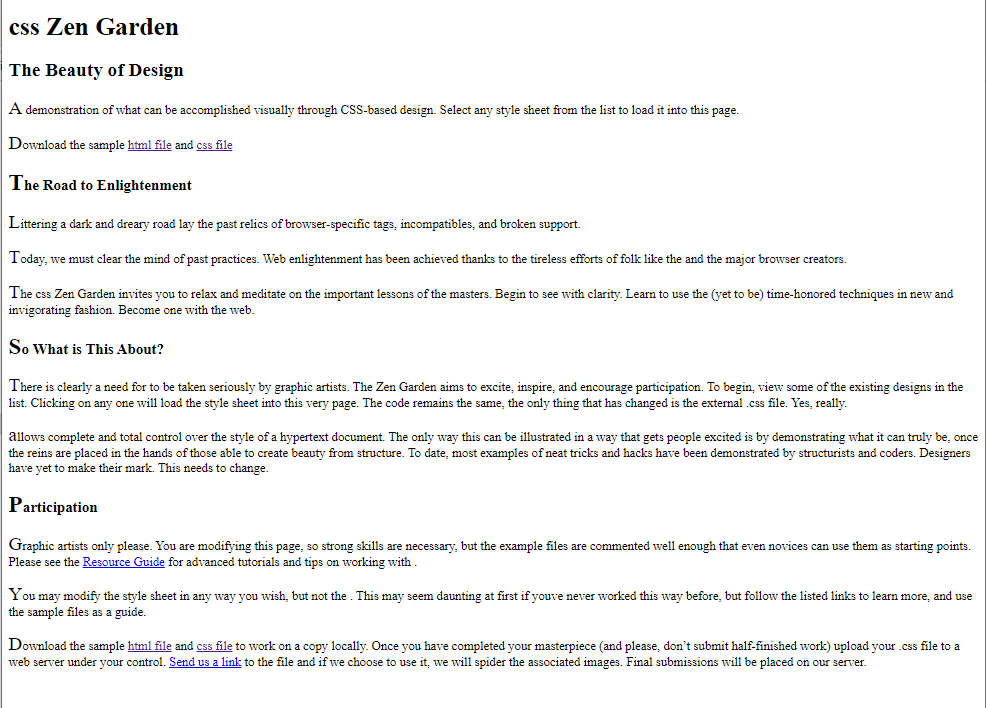 css Zen Garden
The Beauty of Design
A demonstration of what can be accomplished visually through CSS-based design. Select any style sheet from the list to load it into this page.
Download the sample html file and css file
The Road to Enlightenment
Littering a dark and dreary road lay the past relics of browser-specific tags, incompatibles, and broken support.
Today, we must clear the mind of past practices. Web enlightenment has been achieved thanks to the tireless efforts of folk like the and the major browser creators.
The css Zen Garden invites you to relax and meditate on the important lessons of the masters. Begin to see with clarity. Learn to use the (yet to be) time-honored techniques in new and
invigorating fashion. Become one with the web.
So What is This About?
There is clearly a need for to be taken seriously by graphic artists. The Zen Garden aims to excite, inspire, and encourage participation. To begin, view some of the existing designs in the
list. Clicking on any one will load the style sheet into this very page. The code remains the same, the only thing that has changed is the external .css file. Yes, really.
allows complete and total control over the style of a hypertext document. The only way this can be illustrated in a way that gets people excited is by demonstrating what it can truly be, once
the reins are placed in the hands of those able to create beauty from structure. To date, most examples of neat tricks and hacks have been demonstrated by structurists and coders. Designers
have yet to make their mark. This needs to change.
Participation
Graphic artists only please. You are modifying this page, so strong skills are necessary, but the example files are commented well enough that even novices can use them as starting points.
Please see the Resource Guide for advanced tutorials and tips on working with .
You may modify the style sheet in any way you wish, but not the . This may seem daunting at first if youve never worked this way before, but follow the listed links to learn more, and use
the sample files as a guide.
Download the sample html file and css file to work on a copy locally. Once you have completed your masterpiece (and please, don’t submit half-finished work) upload your .css file to a
web server under your control. Send us a link to the file and if we choose to use it, we will spider the associated images. Final submissions will be placed on our server.